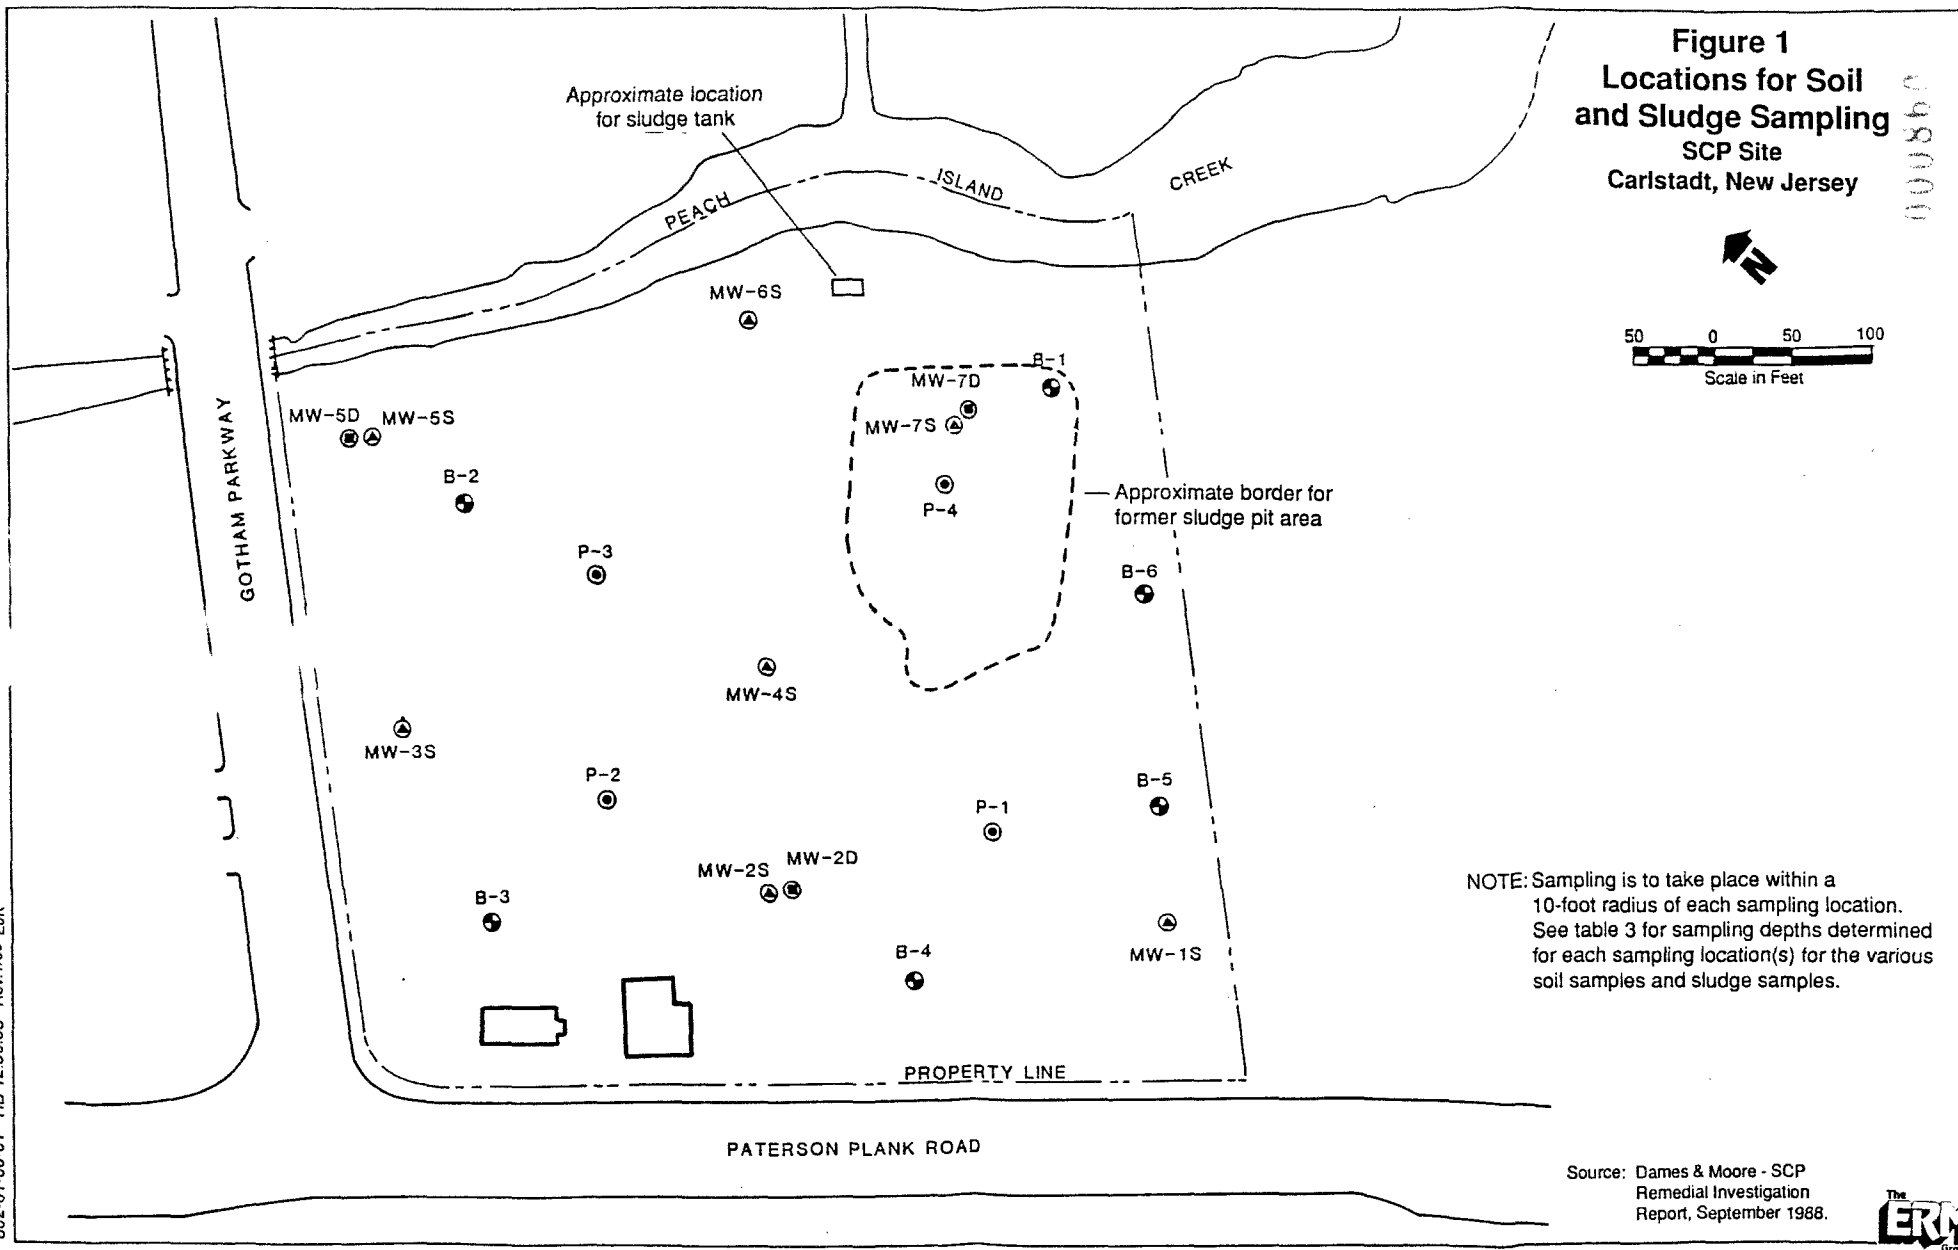 Figure 1
Locations for Soil
and Sludge Sampling
SCP Site
Carlstadt, New Jersey
Approximate location
for sludge tank
PEACH
ISLAND
CREEK
N
50 0 50 100
Scale in Feet
MW-6S
B-1
MW-7D
MW-7S
MW-5D
MW-5S
GOTHAM PARKWAY
B-2
P-4
Approximate border for
former sludge pit area
P-3
B-6
MW-4S
MW-3S
P-2
B-5
P-1
MW-2S
MW-2D
B-3
B-4
MW-1S
NOTE: Sampling is to take place within a
10-foot radius of each sampling location.
See table 3 for sampling depths determined
for each sampling location(s) for the various
soil samples and sludge samples.
PROPERTY LINE
PATERSON PLANK ROAD
Source: Dames & Moore - SCP
Remedial Investigation
Report, September 1988.
The
ERM